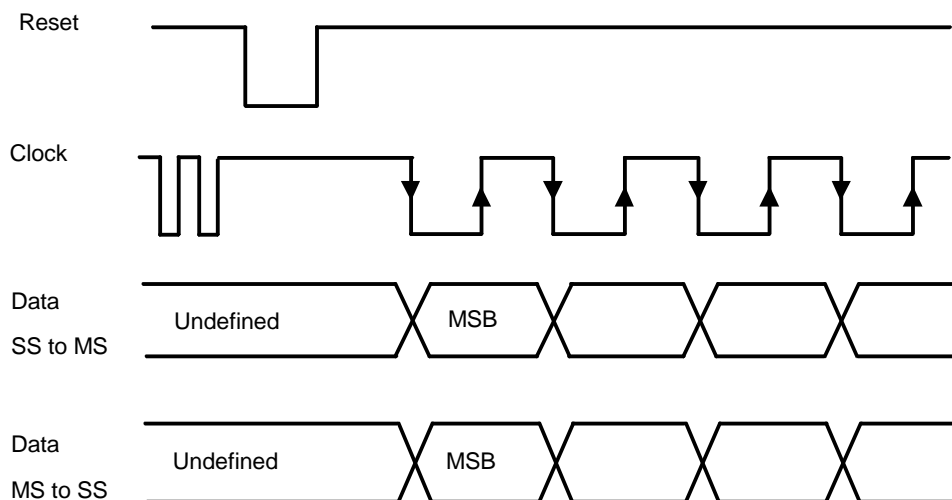 Reset
Clock
Data
SS to MS
Undefined
MSB
Data
MS to SS
Undefined
MSB